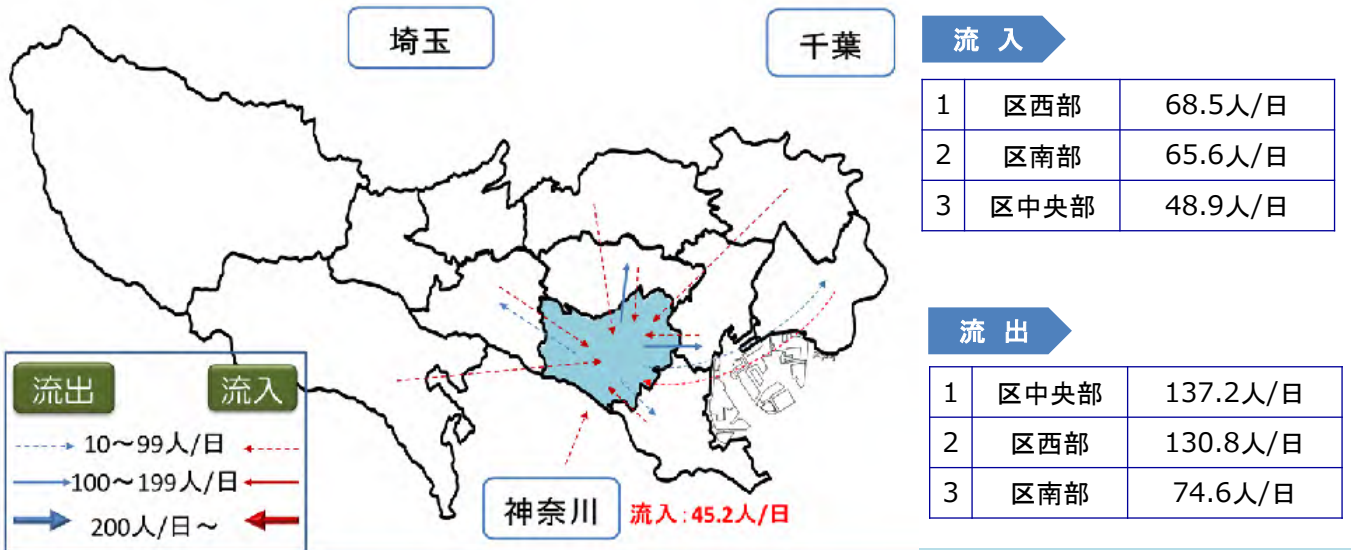 埼玉
千葉
流出
流入
10～99人/日
100～199人/日
200人/日～
神奈川
流入:45.2人/日
流 入
1 区西部 68.5人/日
2 区南部 65.6人/日
3 区中央部 48.9人/日
流 出
1 区中央部 137.2人/日
2 区西部 130.8人/日
3 区南部 74.6人/日